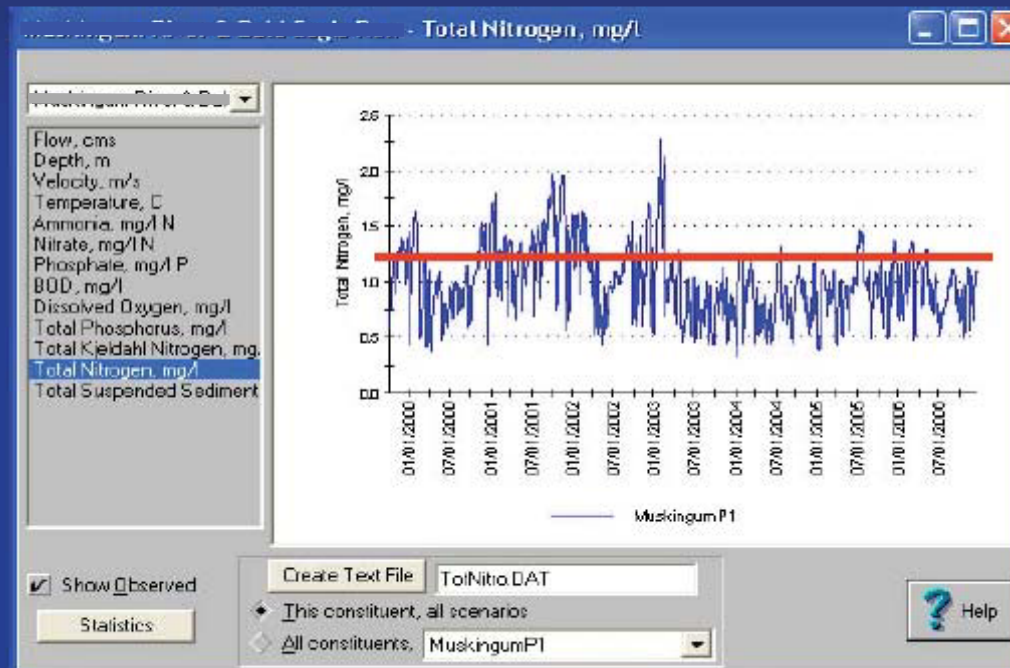 - Total Nitrogen, mg/l
Flow, cms
Depth, m
Velocity, m/s
Temperature, C
Ammonia, mg/l N
Nitrate, mg/l N
Phosphate, mg/l P
BOD, mg/l
Dissolved Oxygen, mg/l
Total Phosphorus, mg/l
Total Kjeldahl Nitrogen, mg.
Total Nitrogen, mg/l
Total Suspended Sediment
Total Nitrogen, mg/l
2.5
2.0
1.5
1.0
0.5
0.0
01/01/2000
07/01/2000
01/01/2001
07/01/2001
01/01/2002
07/01/2002
01/01/2003
07/01/2003
01/01/2004
07/01/2004
01/01/2005
07/01/2005
01/01/2006
MuskingumP1
Show Observed
Statistics
Create Text File
TotNitro.DAT
This constituent, all scenarios
All constituents,
MuskingumP1
? Help